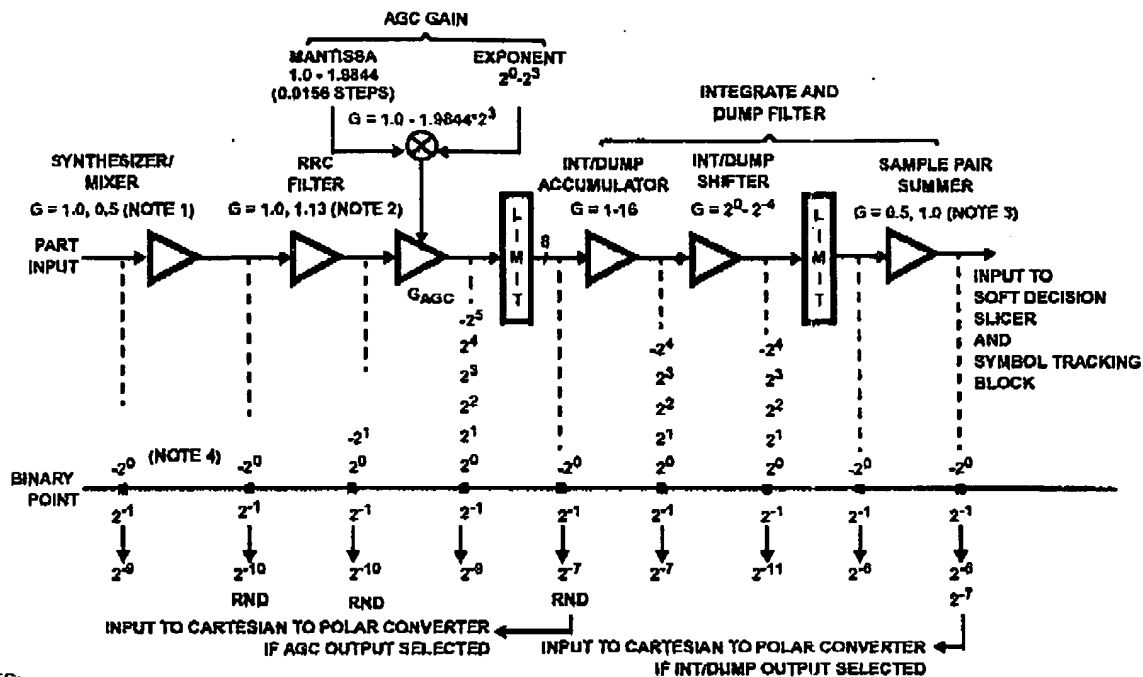 AGC GAIN
MANTISSA
1.0 - 1.9844
(0.0156 STEPS)
EXPONENT
2⁰-2³
G = 1.0 - 1.9844*2³
INTEGRATE AND
DUMP FILTER
SYNTHESIZER/
MIXER
G = 1.0, 0.5 (NOTE 1)
RRC
FILTER
G = 1.0, 1.13 (NOTE 2)
INT/DUMP
ACCUMULATOR
G = 1-16
INT/DUMP
SHIFTER
G = 2⁰- 2⁻⁴
SAMPLE PAIR
SUMMER
G = 0.5, 1.0 (NOTE 3)
PART
INPUT
G_AGC
LIMIT
8
LIMIT
INPUT TO
SOFT DECISION
SLICER
AND
SYMBOL TRACKING
BLOCK
-2⁵
2⁴ -2⁴ -2⁴
2³ 2³ 2³
2² 2² 2²
-2¹ 2¹ 2¹ 2¹
-2⁰ (NOTE 4) -2⁰ 2⁰ 2⁰ -2⁰ 2⁰ 2⁰ -2⁰ -2⁰
BINARY
POINT
2⁻¹ 2⁻¹ 2⁻¹ 2⁻¹ 2⁻¹ 2⁻¹ 2⁻¹ 2⁻¹ 2⁻¹
2⁻⁹ 2⁻¹⁰ 2⁻¹⁰ 2⁻⁹ 2⁻⁷ 2⁻⁷ 2⁻¹¹ 2⁻⁶ 2⁻⁶
RND RND RND 2⁻⁷
INPUT TO CARTESIAN TO POLAR CONVERTER
IF AGC OUTPUT SELECTED
INPUT TO CARTESIAN TO POLAR CONVERTER
IF INT/DUMP OUTPUT SELECTED